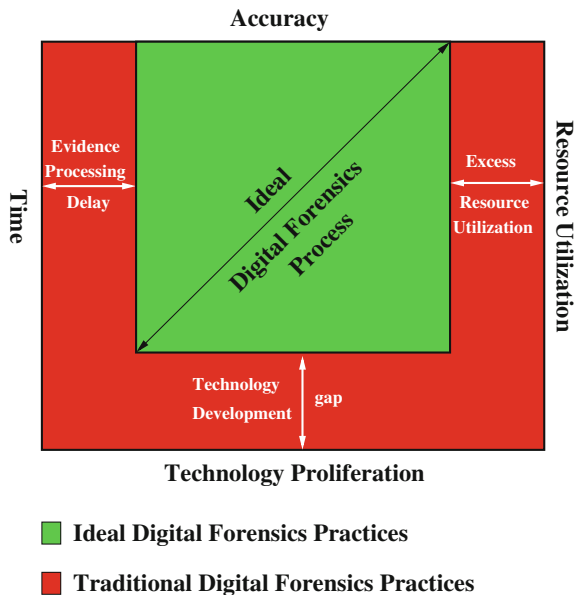 Accuracy
Evidence
Processing
Delay
Time
Ideal
Digital Forensics
Process
Excess
Resource
Utilization
Resource Utilization
Technology
Development
gap
Technology Proliferation
Ideal Digital Forensics Practices
Traditional Digital Forensics Practices